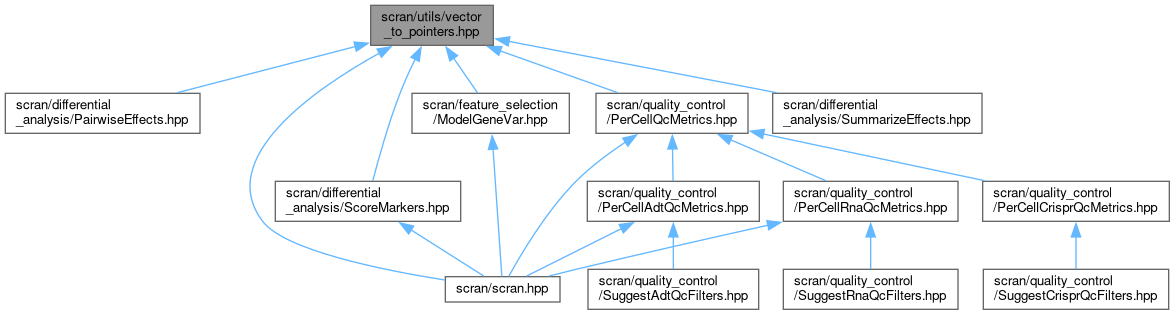 scran/utils/vector
_to_pointers.hpp
scran/differential
_analysis/PairwiseEffects.hpp
scran/feature_selection
/ModelGeneVar.hpp
scran/quality_control
/PerCellQcMetrics.hpp
scran/differential
_analysis/SummarizeEffects.hpp
scran/differential
_analysis/ScoreMarkers.hpp
scran/quality_control
/PerCellAdtQcMetrics.hpp
scran/quality_control
/PerCellRnaQcMetrics.hpp
scran/quality_control
/PerCellCrisprQcMetrics.hpp
scran/scran.hpp
scran/quality_control
/SuggestAdtQcFilters.hpp
scran/quality_control
/SuggestRnaQcFilters.hpp
scran/quality_control
/SuggestCrisprQcFilters.hpp